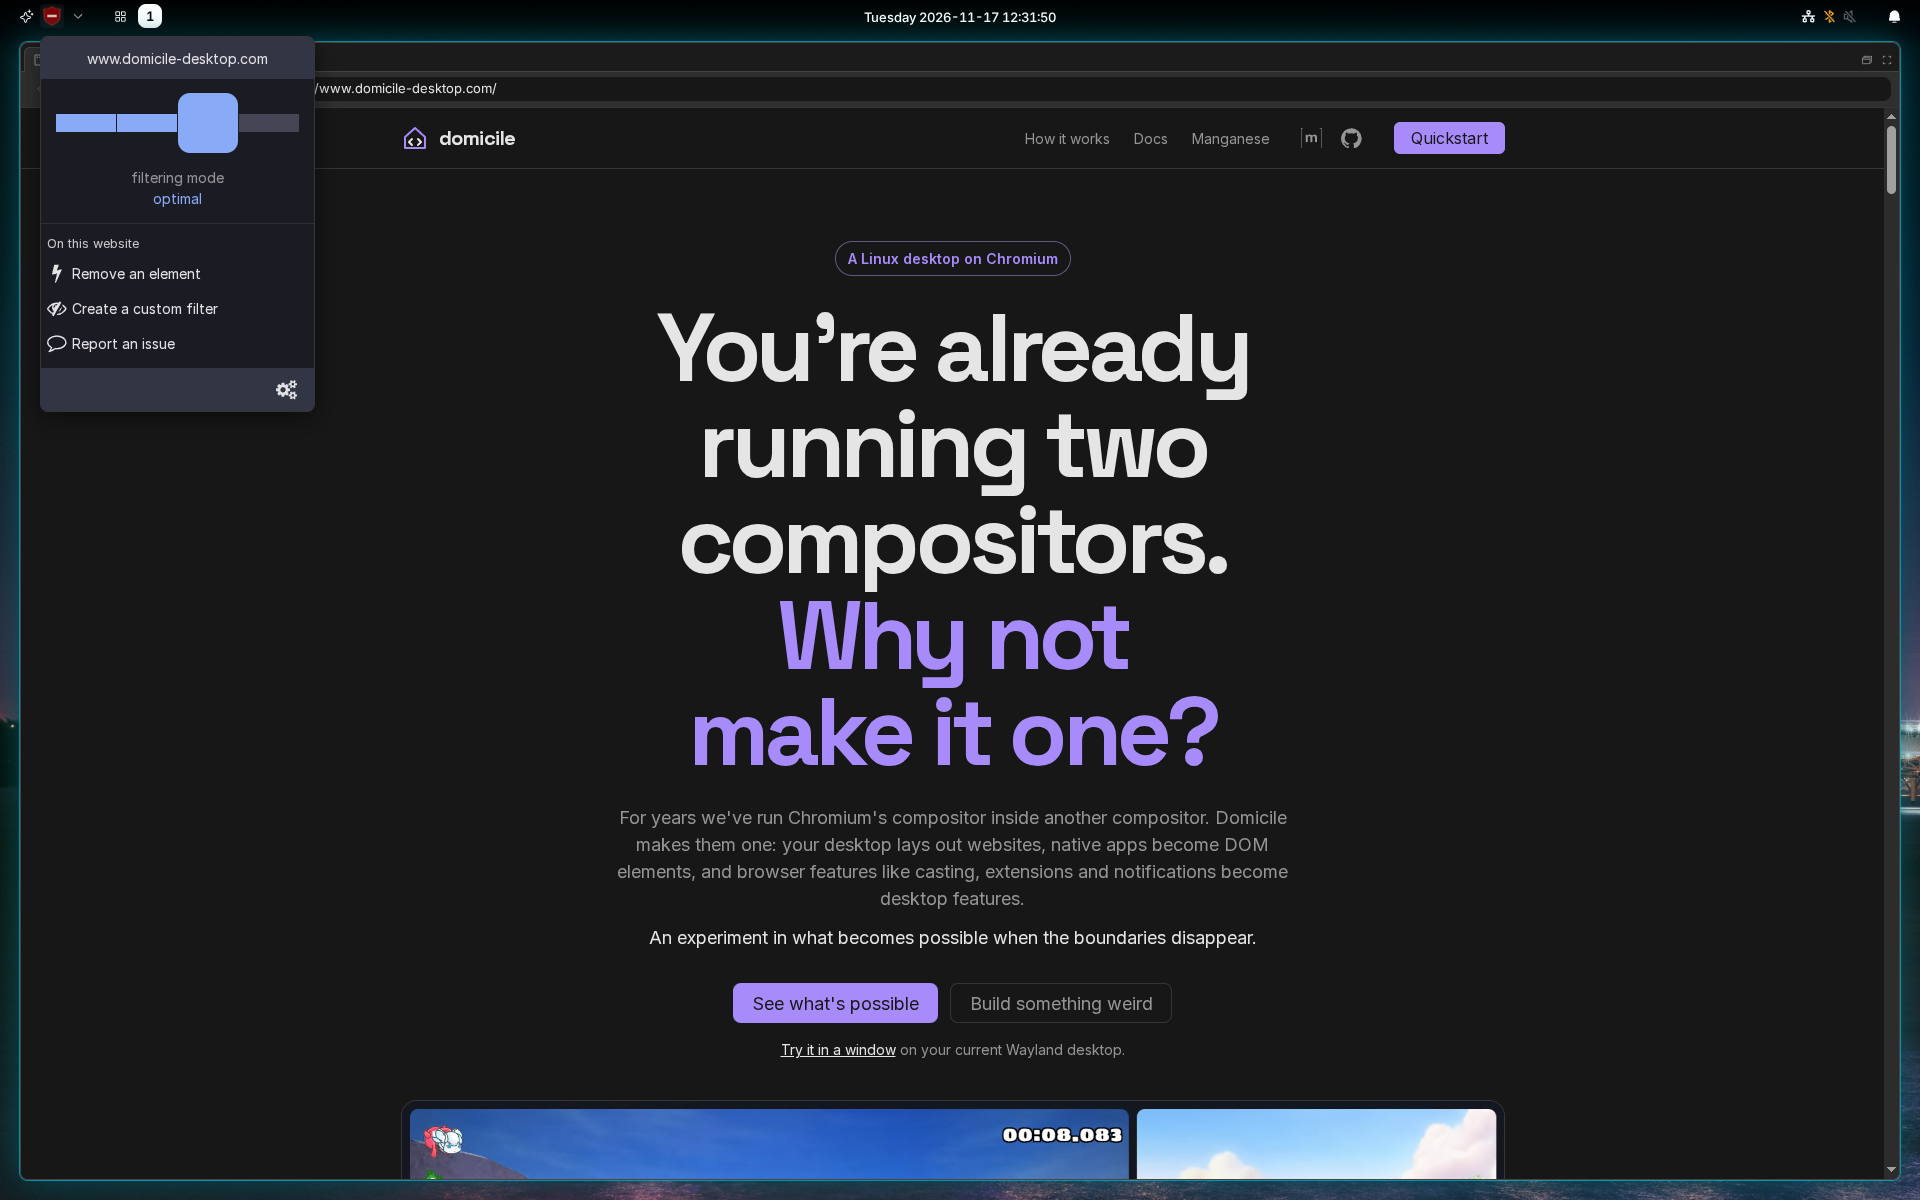 1
Tuesday 2026-11-17 12:31:50
www.domicile-desktop.com
filtering mode
optimal
On this website
Remove an element
Create a custom filter
Report an issue
/www.domicile-desktop.com/
domicile
How it works
Docs
Manganese
[m]
Quickstart
A Linux desktop on Chromium
You’re already
running two
compositors.
Why not
make it one?
For years we've run Chromium's compositor inside another compositor. Domicile
makes them one: your desktop lays out websites, native apps become DOM
elements, and browser features like casting, extensions and notifications become
desktop features.
An experiment in what becomes possible when the boundaries disappear.
See what's possible
Build something weird
Try it in a window on your current Wayland desktop.
00:08.083